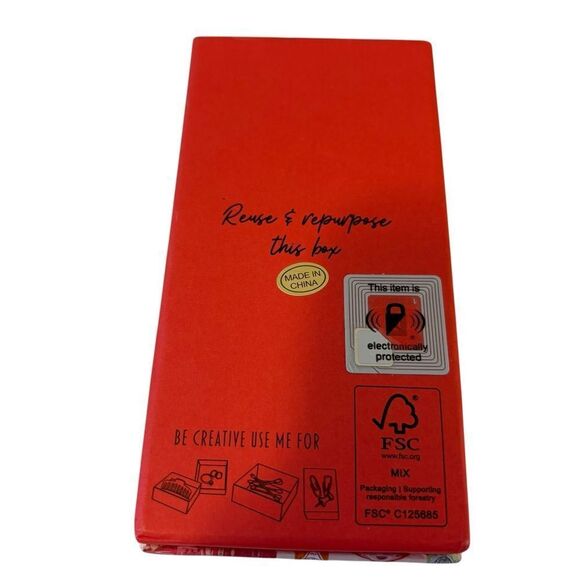 Reuse & repurpose
this box
MADE IN
CHINA
This item is
electronically
protected
BE CREATIVE USE ME FOR
FSC
www.fsc.org
MIX
Packaging | Supporting
responsible forestry
FSC® C125685